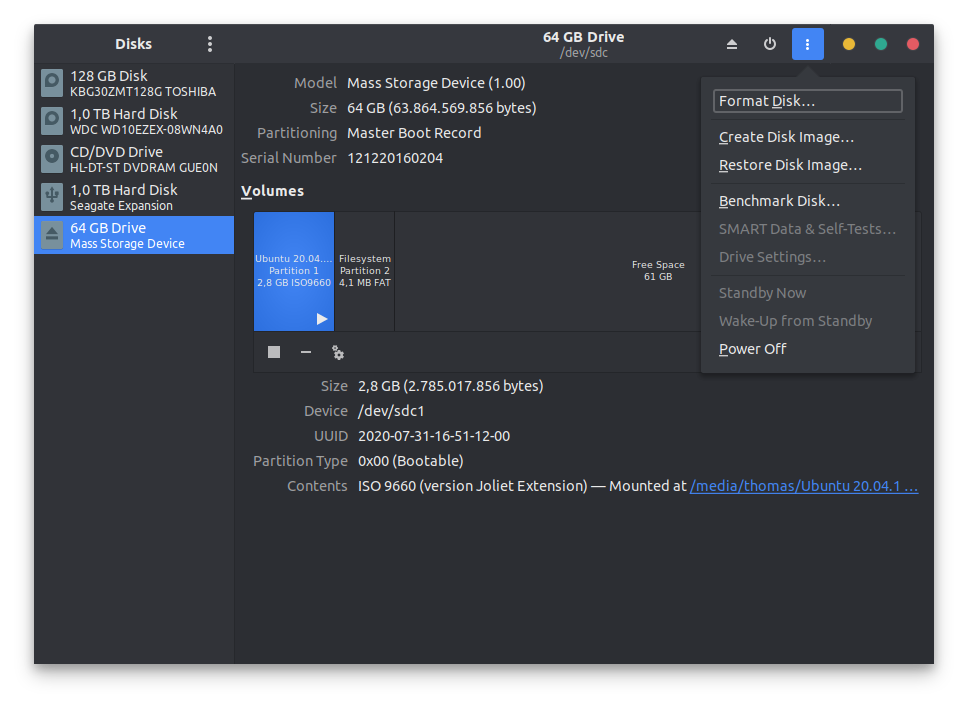 Disks
64 GB Drive
/dev/sdc
128 GB Disk
KBG30ZMT128G TOSHIBA
1,0 TB Hard Disk
WDC WD10EZEX-08WN4A0
CD/DVD Drive
HL-DT-ST DVDRAM GUE0N
1,0 TB Hard Disk
Seagate Expansion
64 GB Drive
Mass Storage Device
Model Mass Storage Device (1.00)
Size 64 GB (63.864.569.856 bytes)
Partitioning Master Boot Record
Serial Number 121220160204
Volumes
Ubuntu 20.04....
Partition 1
2,8 GB ISO9660
Filesystem
Partition 2
4,1 MB FAT
Free Space
61 GB
Size 2,8 GB (2.785.017.856 bytes)
Device /dev/sdc1
UUID 2020-07-31-16-51-12-00
Partition Type 0x00 (Bootable)
Contents ISO 9660 (version Joliet Extension) — Mounted at /media/thomas/Ubuntu 20.04.1 …
Format Disk…
Create Disk Image…
Restore Disk Image…
Benchmark Disk…
SMART Data & Self-Tests…
Drive Settings…
Standby Now
Wake-Up from Standby
Power Off